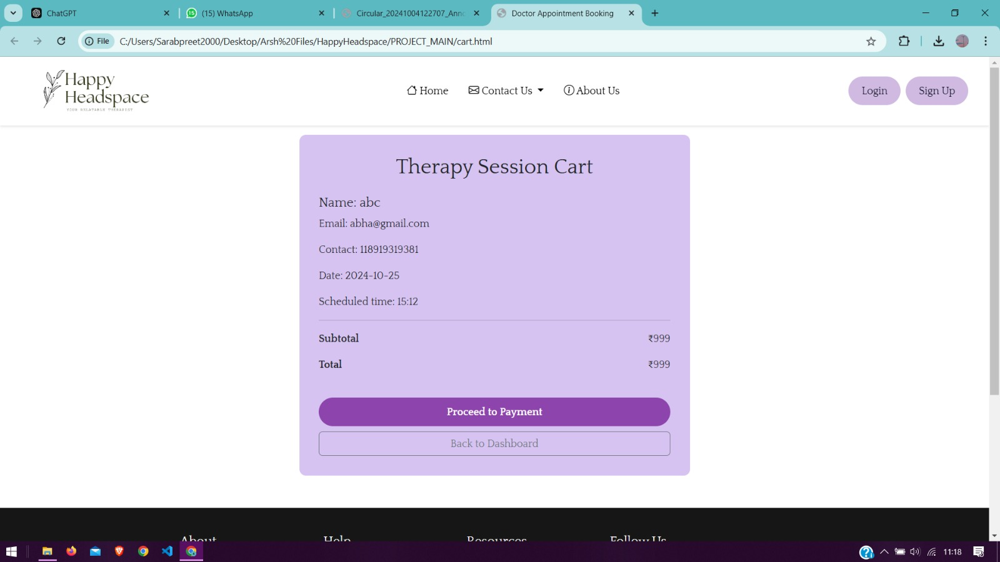 ChatGPT
(15) WhatsApp
Circular_20241004122707_Anno
Doctor Appointment Booking
File
C:/Users/Sarabpreet2000/Desktop/Arsh%20Files/HappyHeadspace/PROJECT_MAIN/cart.html
Happy
Headspace
YOUR RELATABLE THERAPIST
Home
Contact Us
About Us
Login
Sign Up
Therapy Session Cart
Name: abc
Email: abha@gmail.com
Contact: 118919319381
Date: 2024-10-25
Scheduled time: 15:12
Subtotal ₹999
Total ₹999
Proceed to Payment
Back to Dashboard
About
Help
Resources
Follow Us
11:18